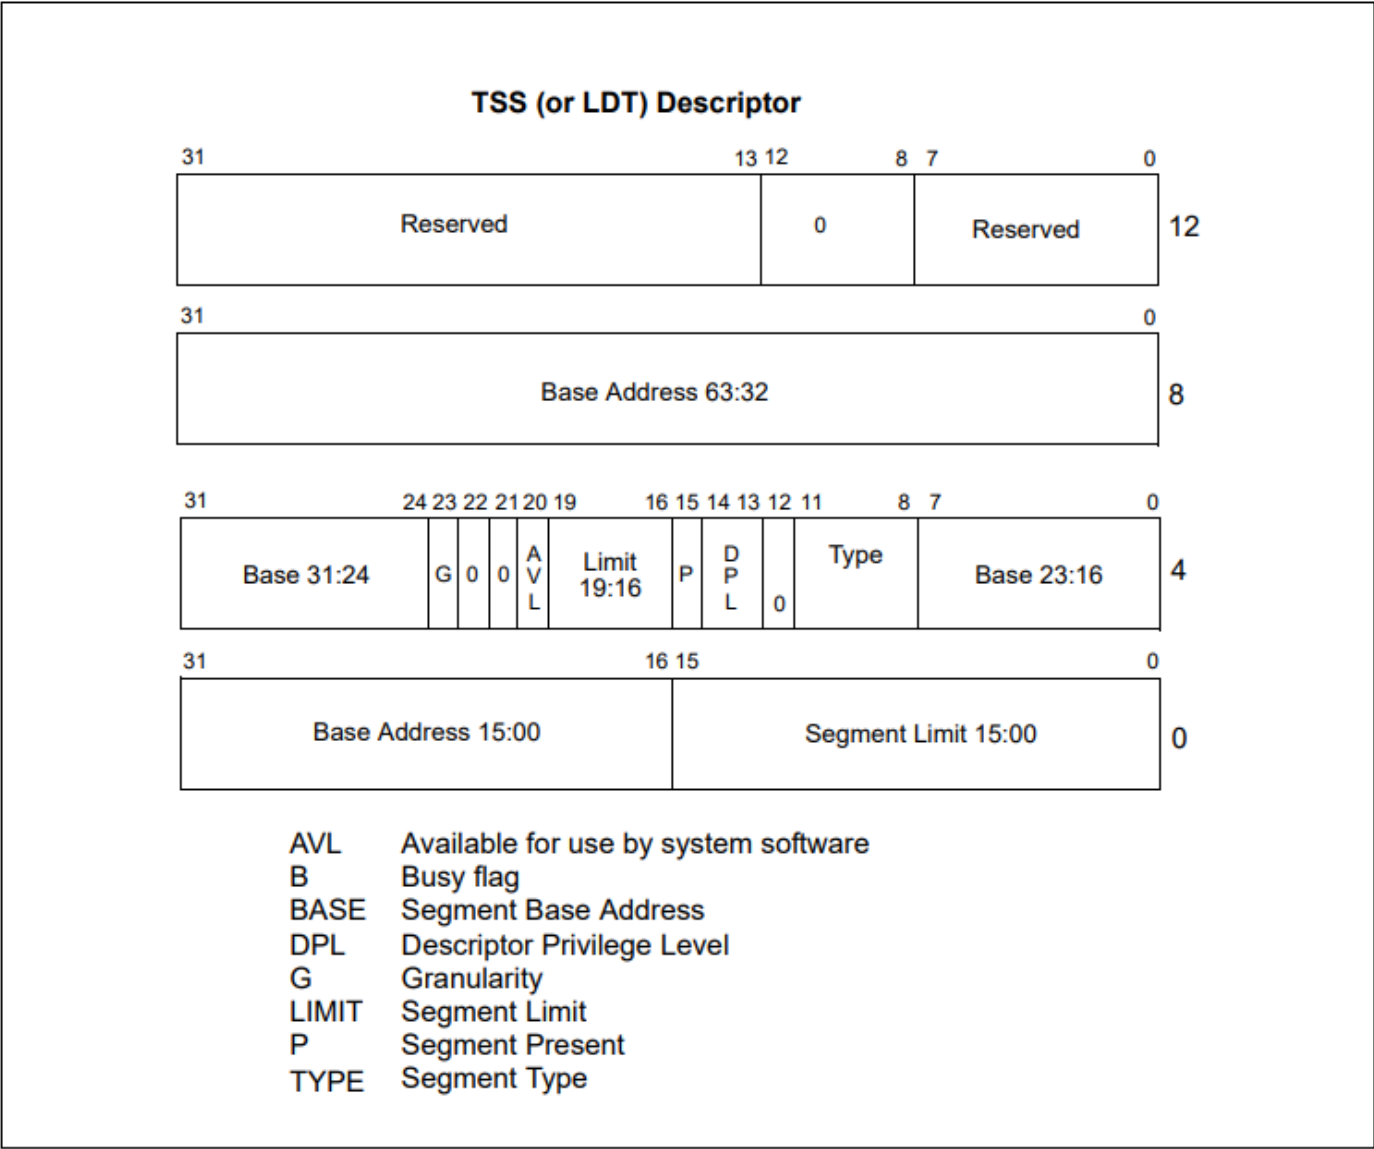 TSS (or LDT) Descriptor
31 13 12 8 7 0
Reserved 0 Reserved 12
31 0
Base Address 63:32 8
31 24 23 22 21 20 19 16 15 14 13 12 11 8 7 0
Base 31:24 G 0 0 AVL Limit 19:16 P DPL 0 Type Base 23:16 4
31 16 15 0
Base Address 15:00 Segment Limit 15:00 0
AVL Available for use by system software
B Busy flag
BASE Segment Base Address
DPL Descriptor Privilege Level
G Granularity
LIMIT Segment Limit
P Segment Present
TYPE Segment Type